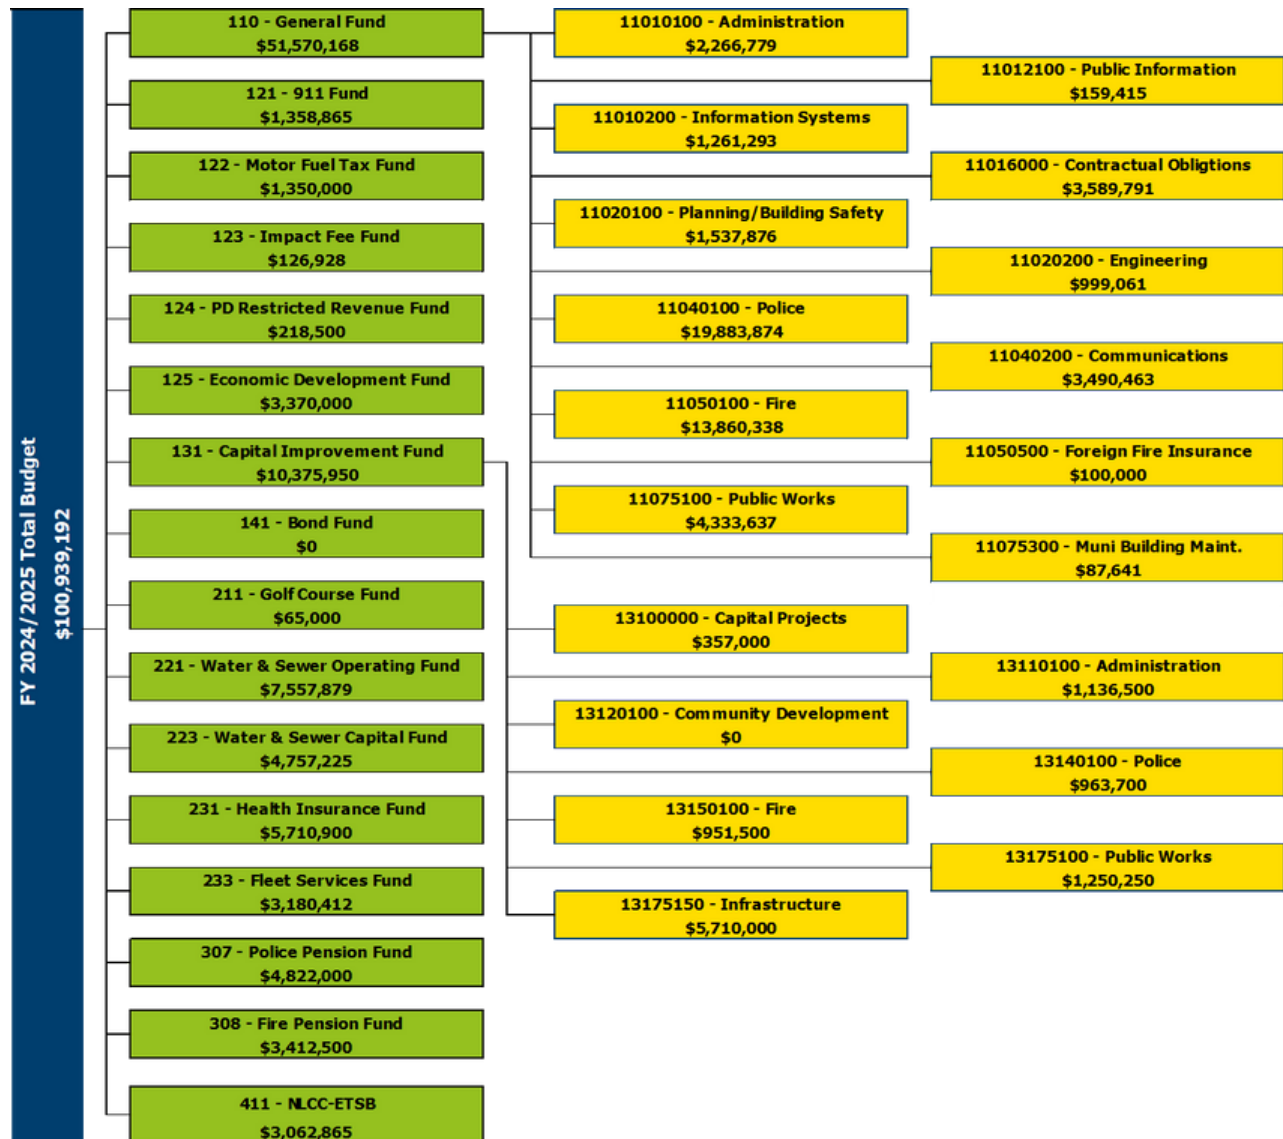 FY 2024/2025 Total Budget
$100,939,192
110 - General Fund
$51,570,168
121 - 911 Fund
$1,358,865
122 - Motor Fuel Tax Fund
$1,350,000
123 - Impact Fee Fund
$126,928
124 - PD Restricted Revenue Fund
$218,500
125 - Economic Development Fund
$3,370,000
131 - Capital Improvement Fund
$10,375,950
141 - Bond Fund
$0
211 - Golf Course Fund
$65,000
221 - Water & Sewer Operating Fund
$7,557,879
223 - Water & Sewer Capital Fund
$4,757,225
231 - Health Insurance Fund
$5,710,900
233 - Fleet Services Fund
$3,180,412
307 - Police Pension Fund
$4,822,000
308 - Fire Pension Fund
$3,412,500
411 - NLCC-ETSB
$3,062,865
11010100 - Administration
$2,266,779
11012100 - Public Information
$159,415
11010200 - Information Systems
$1,261,293
11016000 - Contractual Obligtions
$3,589,791
11020100 - Planning/Building Safety
$1,537,876
11020200 - Engineering
$999,061
11040100 - Police
$19,883,874
11040200 - Communications
$3,490,463
11050100 - Fire
$13,860,338
11050500 - Foreign Fire Insurance
$100,000
11075100 - Public Works
$4,333,637
11075300 - Muni Building Maint.
$87,641
13100000 - Capital Projects
$357,000
13110100 - Administration
$1,136,500
13120100 - Community Development
$0
13140100 - Police
$963,700
13150100 - Fire
$951,500
13175100 - Public Works
$1,250,250
13175150 - Infrastructure
$5,710,000